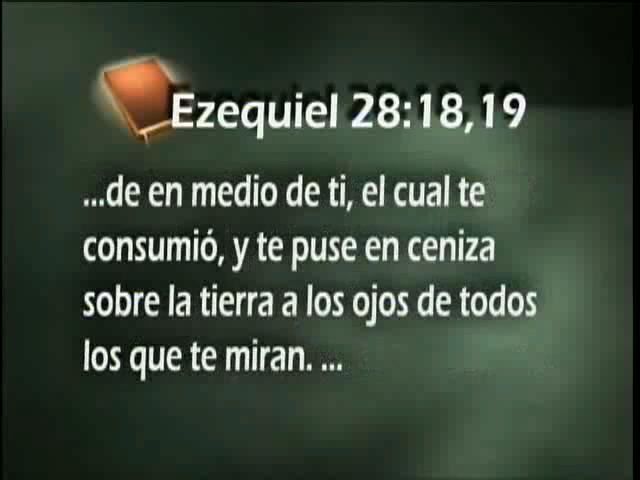 Ezequiel 28:18,19
...de en medio de ti, el cual te
consumió, y te puse en ceniza
sobre la tierra a los ojos de todos
los que te miran. ...